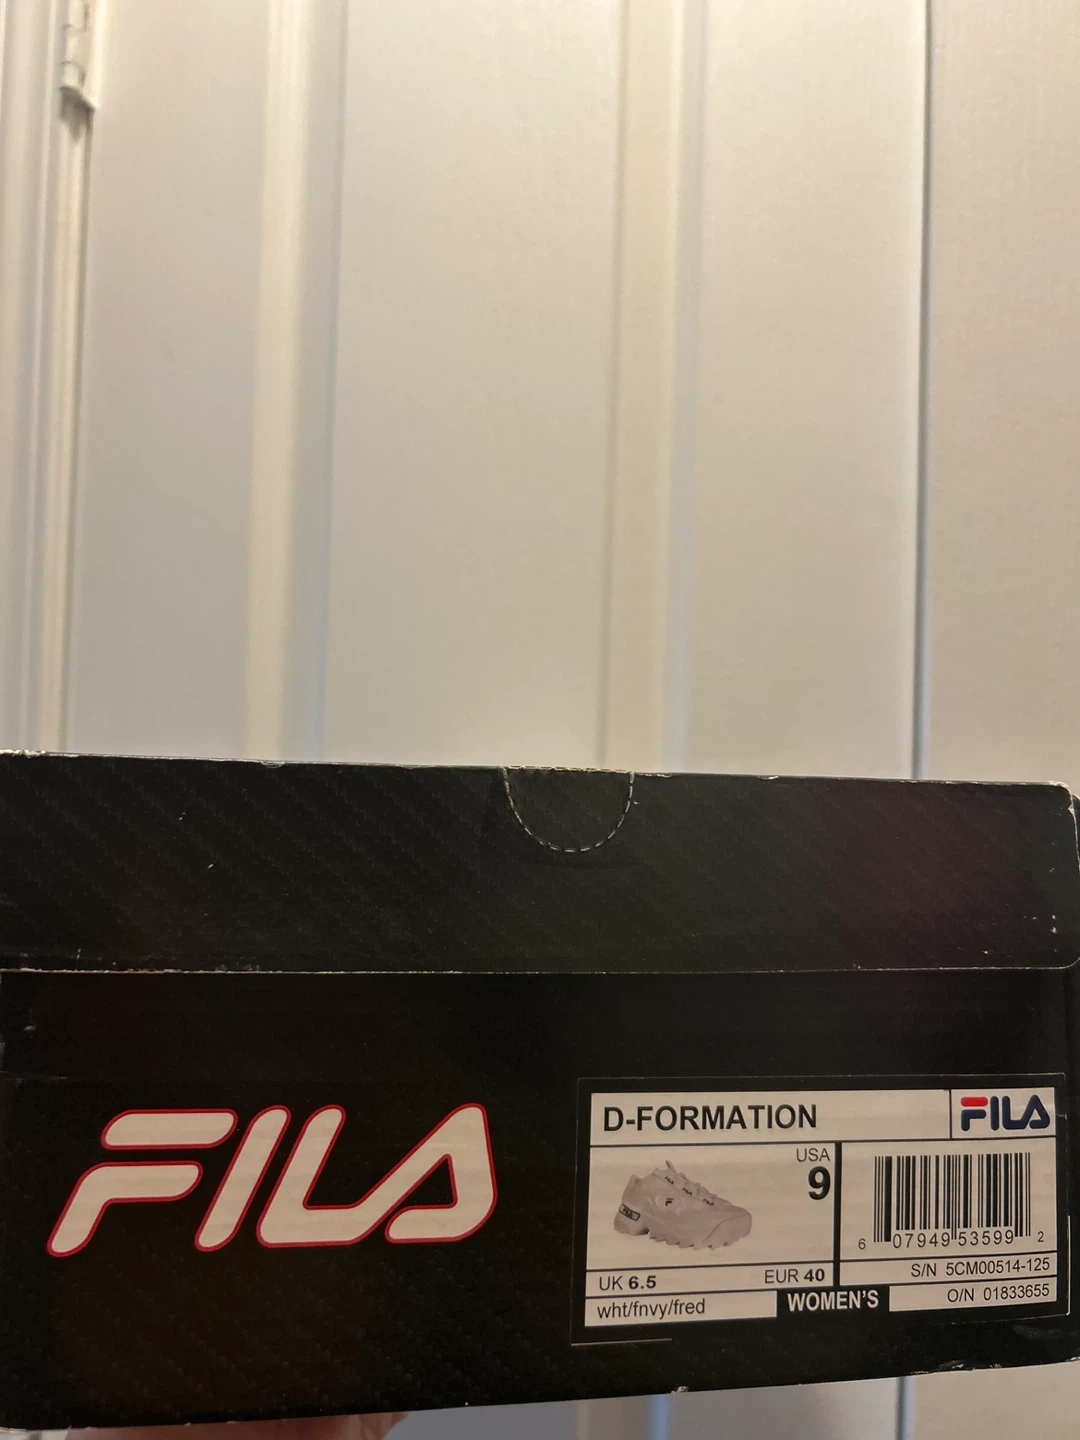 FILA
D-FORMATION
FILA
USA
9
UK 6.5
EUR 40
wht/fnvy/fred
WOMEN'S
6 07949 53599 2
S/N 5CM00514-125
O/N 01833655